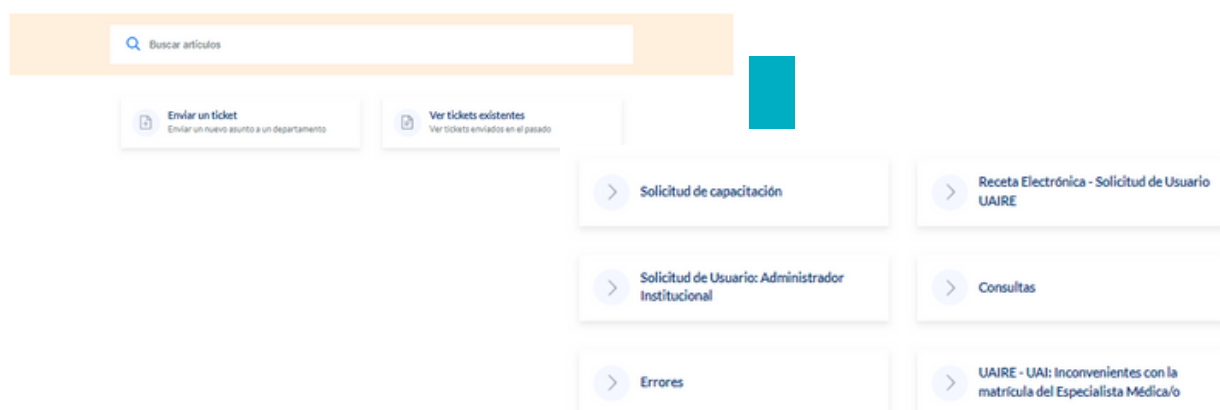 Buscar artículos
Enviar un ticket
Enviar un nuevo asunto a un departamento
Ver tickets existentes
Ver tickets enviados en el pasado
Solicitud de capacitación
Receta Electrónica - Solicitud de Usuario
UAIRE
Solicitud de Usuario: Administrador
Institucional
Consultas
Errores
UAIRE - UAI: Inconvenientes con la
matrícula del Especialista Médica/o